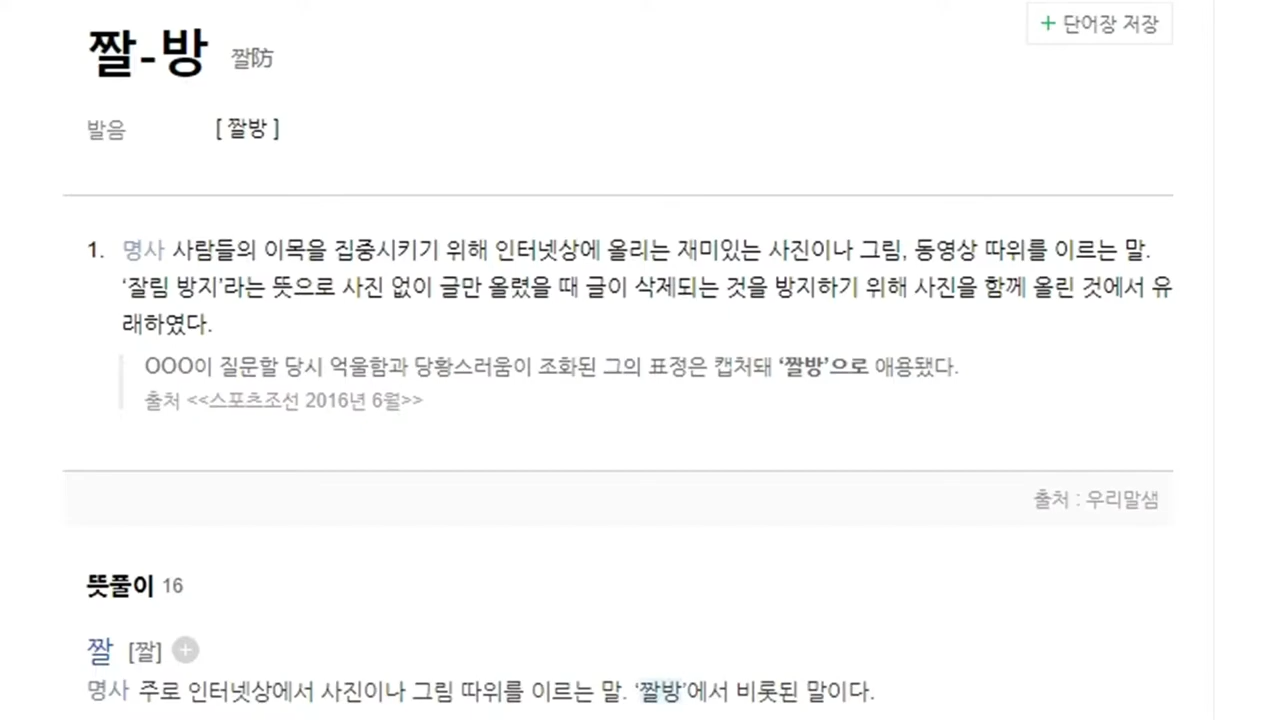 짤-방 짤防
+ 단어장 저장
발음 [ 짤방 ]
1. 명사 사람들의 이목을 집중시키기 위해 인터넷상에 올리는 재미있는 사진이나 그림, 동영상 따위를 이르는 말.
‘잘림 방지’라는 뜻으로 사진 없이 글만 올렸을 때 글이 삭제되는 것을 방지하기 위해 사진을 함께 올린 것에서 유
래하였다.
OOO이 질문할 당시 억울함과 당황스러움이 조화된 그의 표정은 캡처돼 ‘짤방’으로 애용됐다.
출처 <<스포츠조선 2016년 6월>>
출처 : 우리말샘
뜻풀이 16
짤 [짤] +
명사 주로 인터넷상에서 사진이나 그림 따위를 이르는 말. ‘짤방’에서 비롯된 말이다.